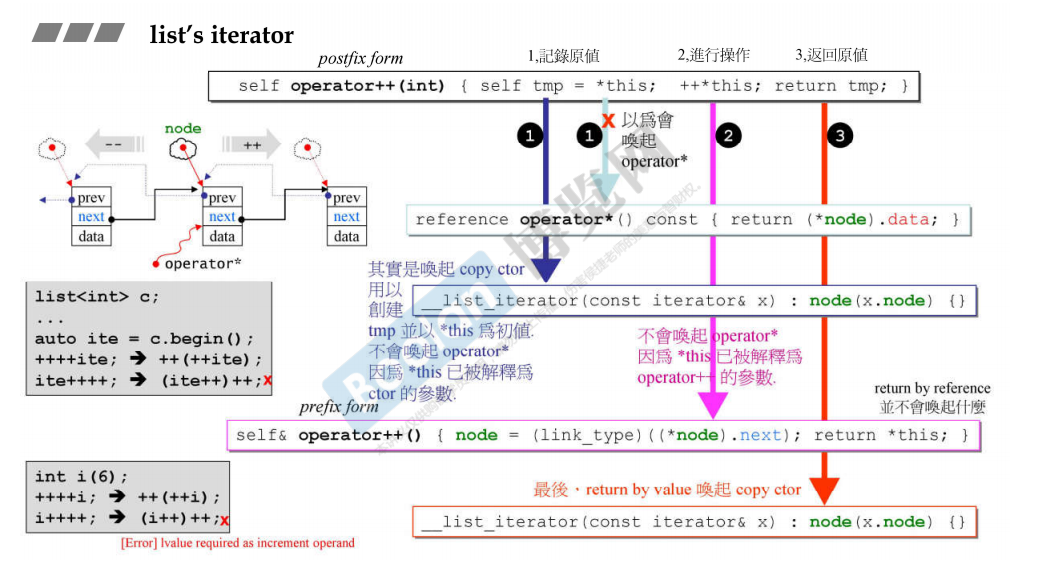 list's iterator
postfix form
1,記錄原値
2,進行操作
3,返回原値
self operator++(int) { self tmp = *this;  ++*this; return tmp; }
1
1
x 以爲會
喚起
operator*
2
3
node
--
++
prev
next
data
prev
next
data
prev
next
data
operator*
reference operator*() const { return (*node).data; }
其實是喚起 copy ctor
用以
創建
tmp 並以 *this 爲初值.
不會喚起 operator*
因爲 *this 已被解釋爲
ctor 的參數.
__list_iterator(const iterator& x) : node(x.node) {}
不會喚起 operator*
因爲 *this 已被解釋爲
operator++ 的參數.
list<int> c;
...
auto ite = c.begin();
++++ite; ➔ ++(++ite);
ite++++; ➔ (ite++)++;x
return by reference
並不會喚起什麼
prefix form
self& operator++() { node = (link_type)((*node).next); return *this; }
int i(6);
++++i; ➔ ++(++i);
i++++; ➔ (i++)++;x
[Error] lvalue required as increment operand
最後，return by value 喚起 copy ctor
__list_iterator(const iterator& x) : node(x.node) {}
Boolan
博览网